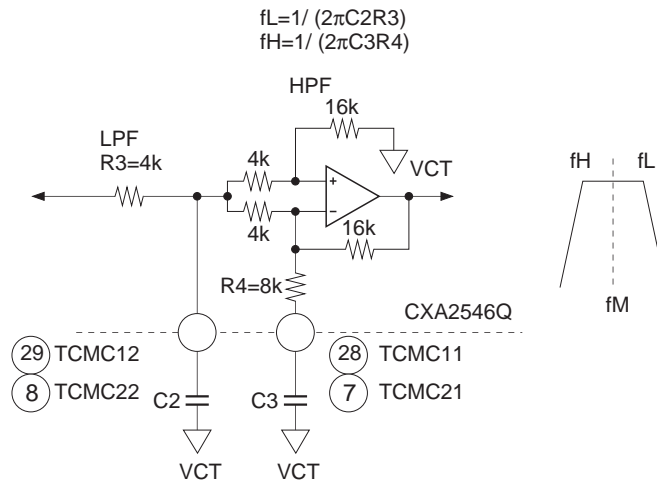 fL=1/ (2πC2R3)
fH=1/ (2πC3R4)
HPF
16k
LPF
R3=4k
4k
VCT
fH
fL
+
−
4k
16k
R4=8k
CXA2546Q
fM
29 TCMC12
28 TCMC11
8 TCMC22
7 TCMC21
C2
C3
VCT
VCT